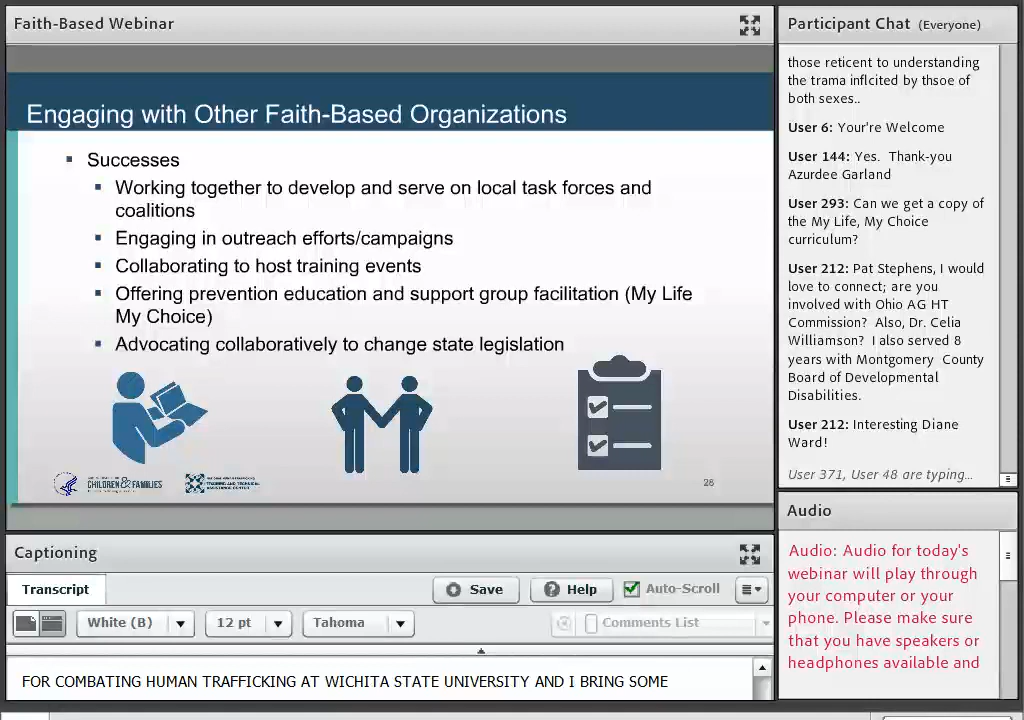 Faith-Based Webinar
Engaging with Other Faith-Based Organizations
Successes
Working together to develop and serve on local task forces and
coalitions
Engaging in outreach efforts/campaigns
Collaborating to host training events
Offering prevention education and support group facilitation (My Life
My Choice)
Advocating collaboratively to change state legislation
CHILDREN & FAMILIES
TRAINING AND TECHNICAL
ASSISTANCE CENTER
28
Captioning
Transcript
Save
Help
Auto-Scroll
White (B)
12 pt
Tahoma
Comments List
FOR COMBATING HUMAN TRAFFICKING AT WICHITA STATE UNIVERSITY AND I BRING SOME
Participant Chat (Everyone)
those reticent to understanding
the trama inflcited by thsoe of
both sexes..
User 6: Your're Welcome
User 144: Yes. Thank-you
Azurdee Garland
User 293: Can we get a copy of
the My Life, My Choice
curriculum?
User 212: Pat Stephens, I would
love to connect; are you
involved with Ohio AG HT
Commission? Also, Dr. Celia
Williamson? I also served 8
years with Montgomery County
Board of Developmental
Disabilities.
User 212: Interesting Diane
Ward!
User 371, User 48 are typing...
Audio
Audio: Audio for today's
webinar will play through
your computer or your
phone. Please make sure
that you have speakers or
headphones available and